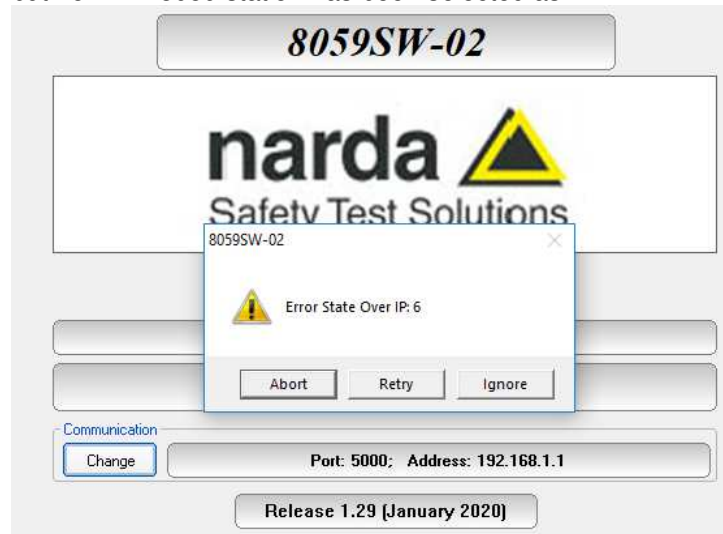 8059SW-02
narda
Safety Test Solutions
8059SW-02
Error State Over IP: 6
Abort
Retry
Ignore
Communication
Change
Port: 5000; Address: 192.168.1.1
Release 1.29 (January 2020)